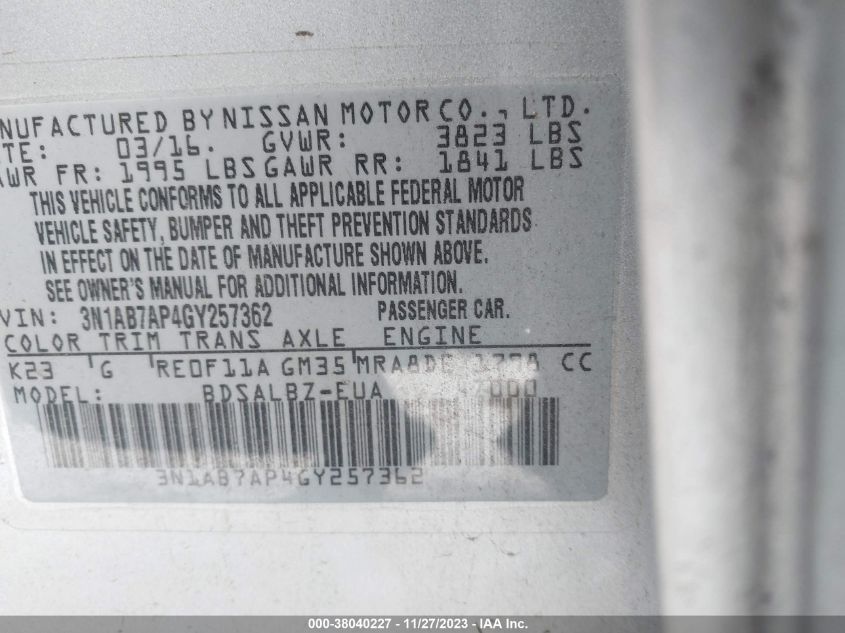 NUFACTURED BY NISSAN MOTOR CO., LTD.
TE: 03/16. GVWR: 3823 LBS
AWR FR: 1995 LBS GAWR RR: 1841 LBS
THIS VEHICLE CONFORMS TO ALL APPLICABLE FEDERAL MOTOR
VEHICLE SAFETY, BUMPER AND THEFT PREVENTION STANDARDS
IN EFFECT ON THE DATE OF MANUFACTURE SHOWN ABOVE.
SEE OWNER'S MANUAL FOR ADDITIONAL INFORMATION.
VIN: 3N1AB7AP4GY257362 PASSENGER CAR.
COLOR TRIM TRANS AXLE ENGINE
K23 G RE0F11A GM35 MRA8DE 1798 CC
MODEL: BDSALBZ-EUA
3N1AB7AP4GY257362
000-38040227 - 11/27/2023 - IAA Inc.